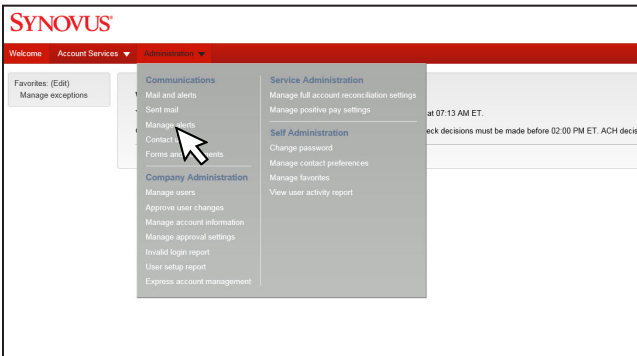 SYNOVUS®
Welcome Account Services Administration
Favorites: (Edit)
Manage exceptions
Communications
Mail and alerts
Sent mail
Manage alerts
Contact
Forms and
Company Administration
Manage users
Approve user changes
Manage account information
Manage approval settings
Invalid login report
User setup report
Express account management
Service Administration
Manage full account reconciliation settings
Manage positive pay settings
Self Administration
Change password
Manage contact preferences
Manage favorites
View user activity report
at 07:13 AM ET.
eck decisions must be made before 02:00 PM ET. ACH decis